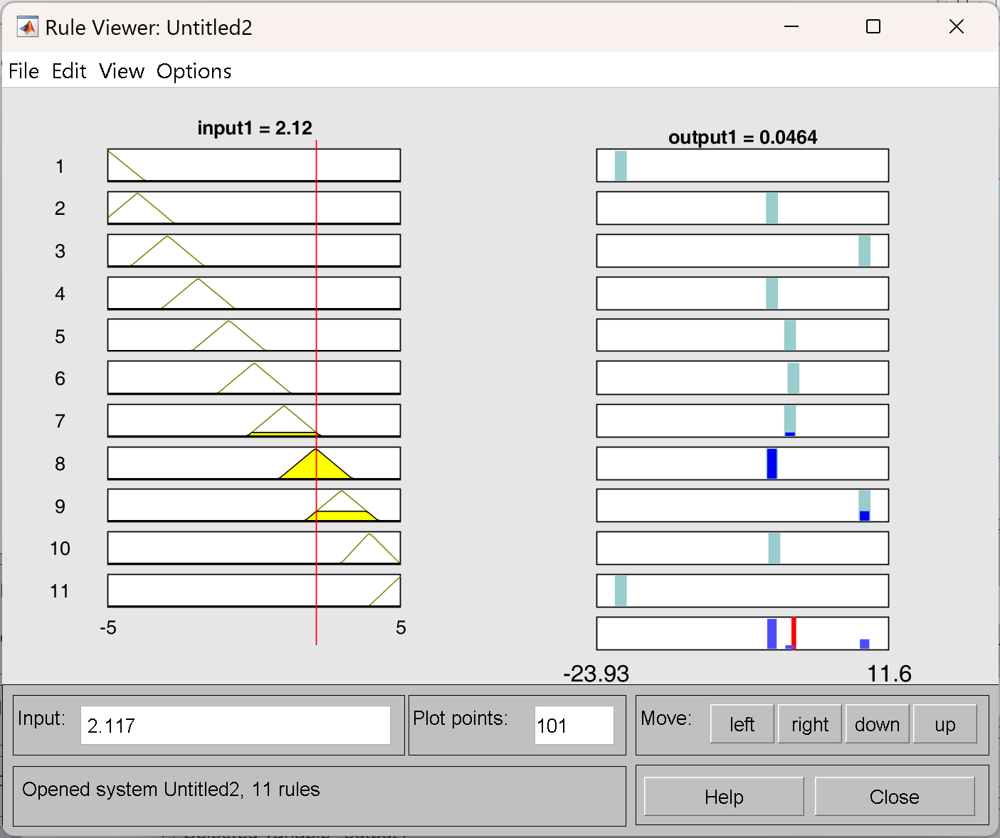 Rule Viewer: Untitled2
File Edit View Options
input1 = 2.12
output1 = 0.0464
1
2
3
4
5
6
7
8
9
10
11
-5 5
-23.93 11.6
Input: 2.117
Plot points: 101
Move: left right down up
Opened system Untitled2, 11 rules
Help Close